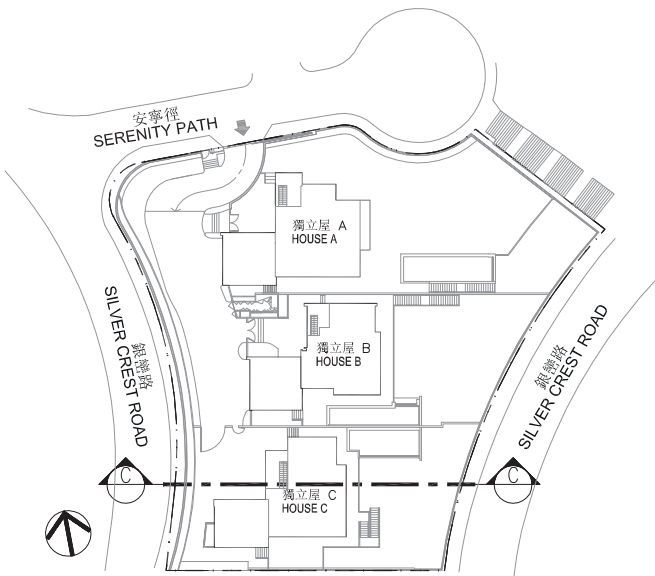 安寧徑
SERENITY PATH
獨立屋 A
HOUSE A
銀巒路
SILVER CREST ROAD
獨立屋 B
HOUSE B
銀巒路
SILVER CREST ROAD
C
獨立屋 C
HOUSE C
C